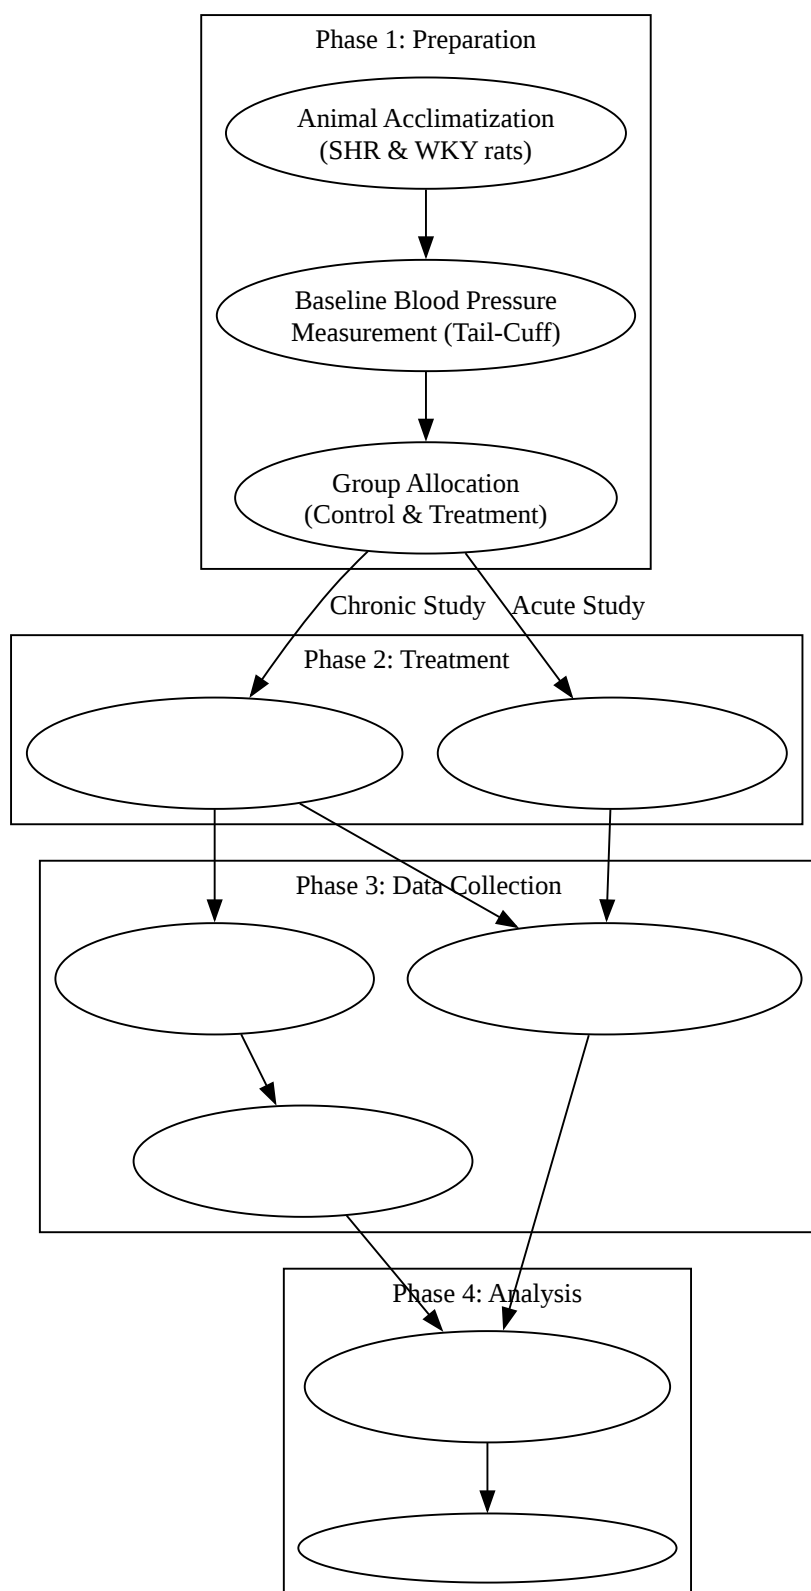 Phase 1: Preparation
Animal Acclimatization
(SHR & WKY rats)
Baseline Blood Pressure
Measurement (Tail-Cuff)
Group Allocation
(Control & Treatment)
Chronic Study
Acute Study
Phase 2: Treatment
Phase 3: Data Collection
Phase 4: Analysis